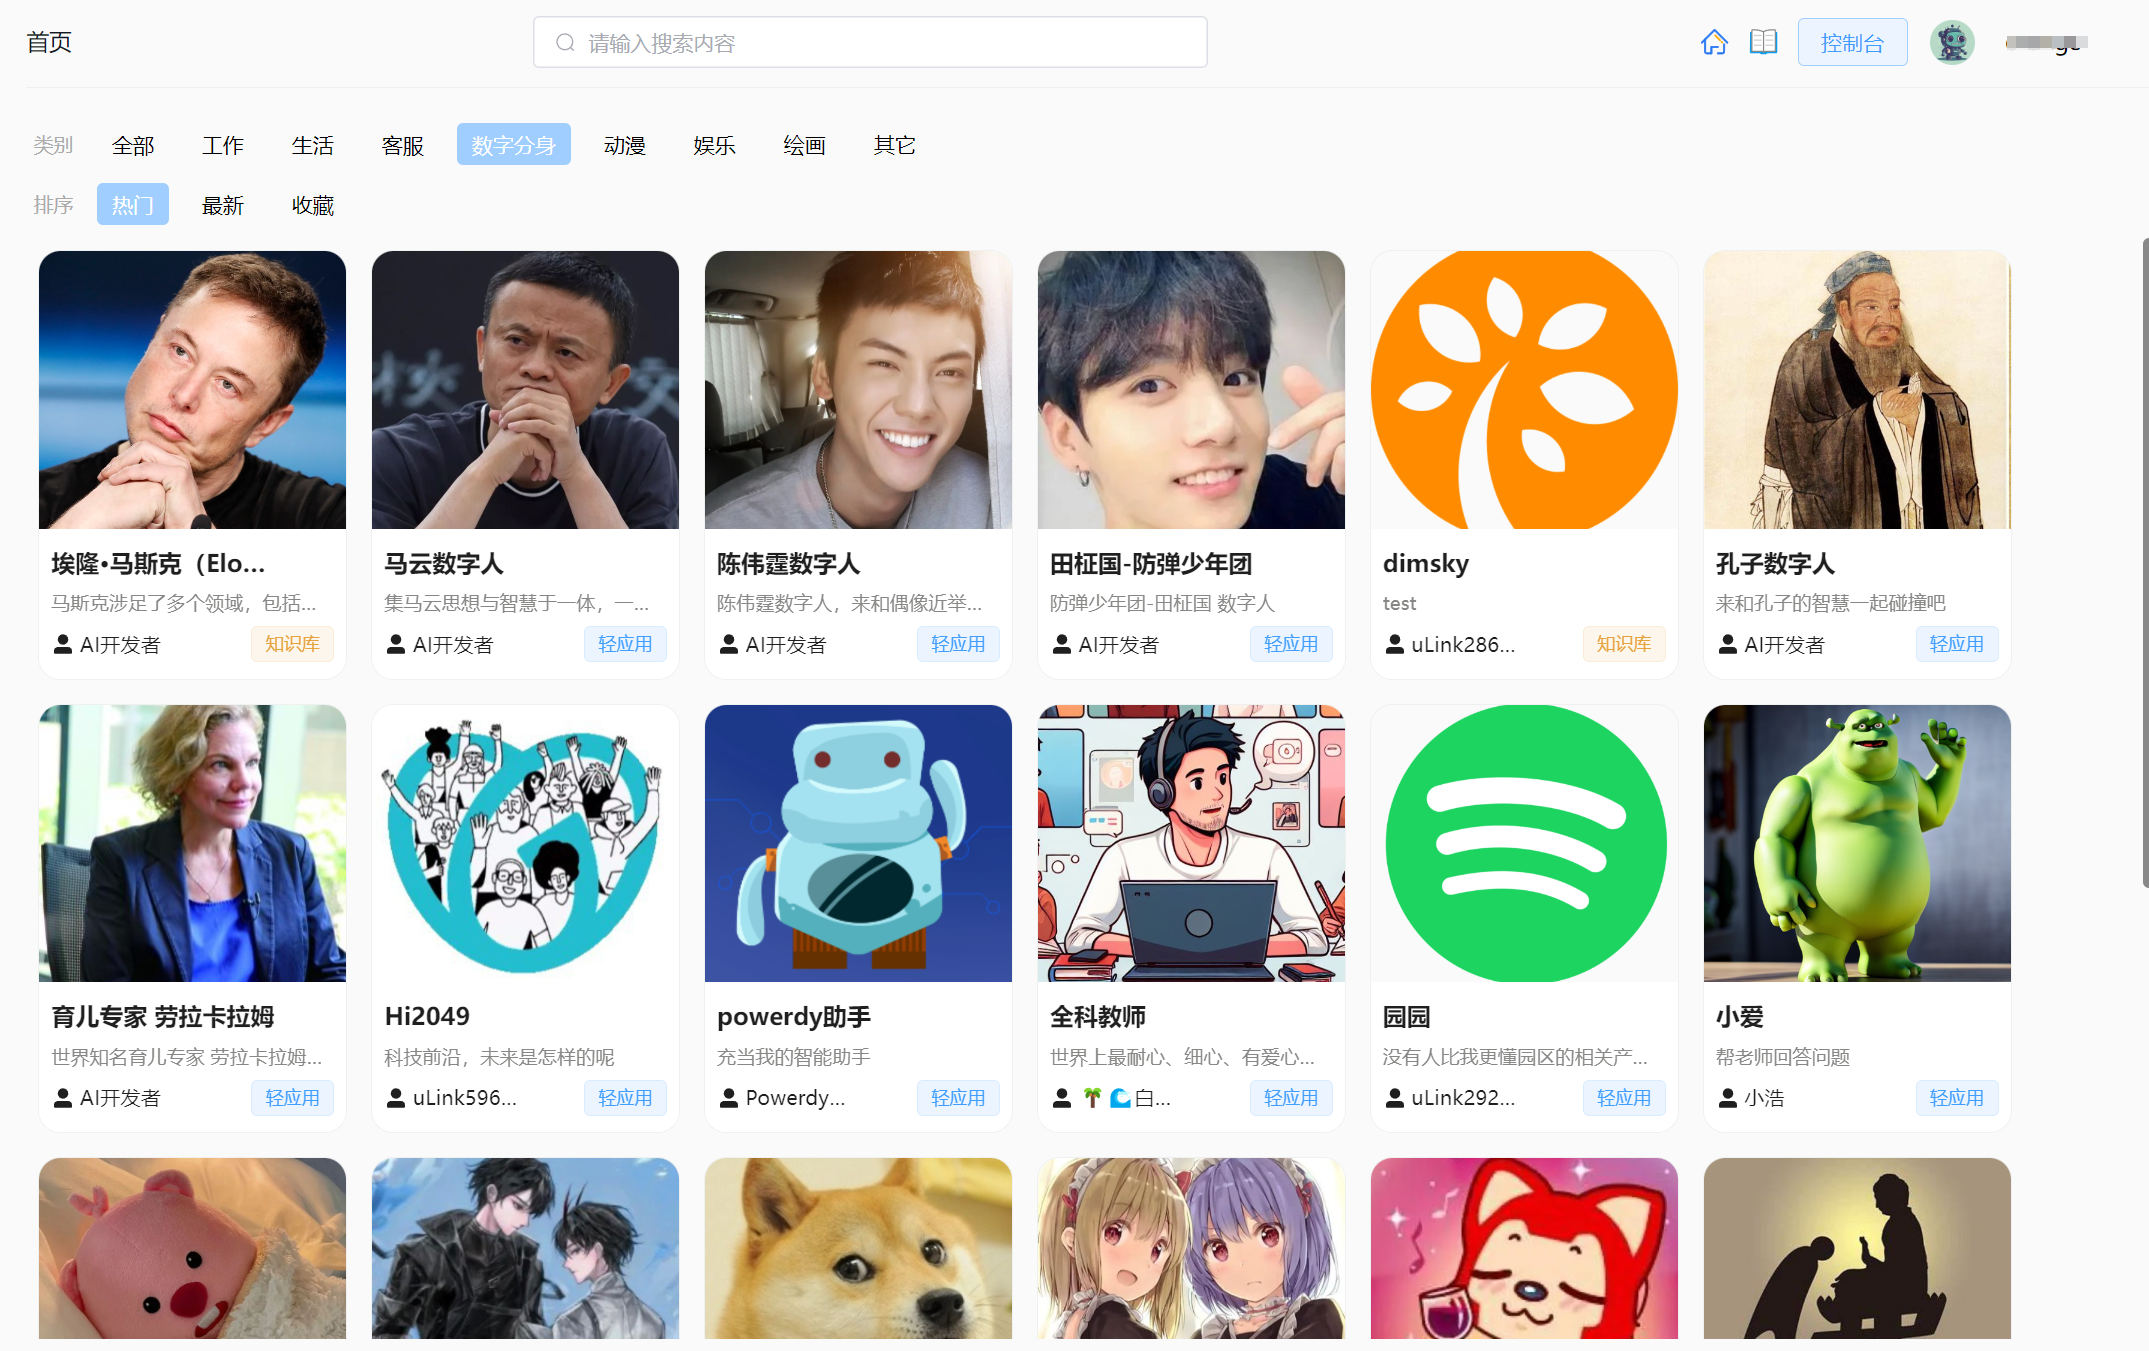 首页
请输入搜索内容
控制台
类别 全部 工作 生活 客服 数字分身 动漫 娱乐 绘画 其它
排序 热门 最新 收藏
埃隆•马斯克（Elo...
马斯克涉足了多个领域，包括...
AI开发者 知识库
马云数字人
集马云思想与智慧于一体，一...
AI开发者 轻应用
陈伟霆数字人
陈伟霆数字人，来和偶像近举...
AI开发者 轻应用
田柾国-防弹少年团
防弹少年团-田柾国 数字人
AI开发者 轻应用
dimsky
test
uLink286... 知识库
孔子数字人
来和孔子的智慧一起碰撞吧
AI开发者 轻应用
育儿专家 劳拉卡拉姆
世界知名育儿专家 劳拉卡拉姆...
AI开发者 轻应用
Hi2049
科技前沿，未来是怎样的呢
uLink596... 轻应用
powerdy助手
充当我的智能助手
Powerdy... 轻应用
全科教师
世界上最耐心、细心、有爱心...
🌴🌊白... 轻应用
园园
没有人比我更懂园区的相关产...
uLink292... 轻应用
小爱
帮老师回答问题
小浩 轻应用